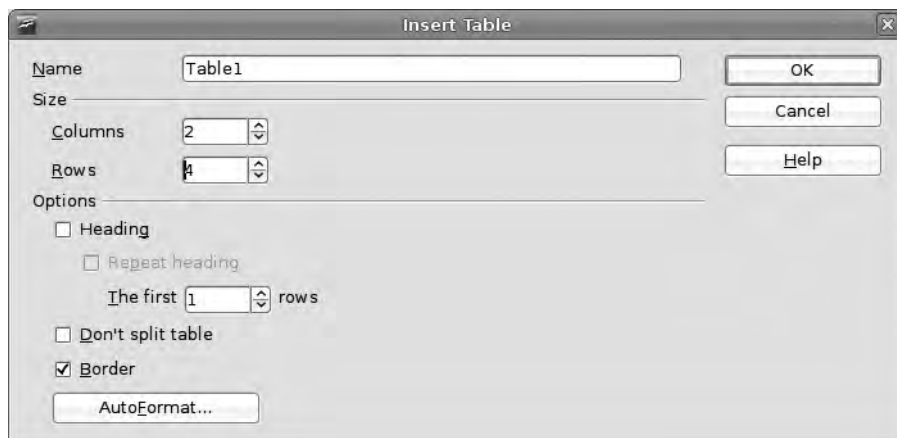 Insert Table
Name Table1 OK
Size
Cancel
Columns 2
Rows 4 Help
Options
Heading
Repeat heading
The first 1 rows
Don't split table
Border
AutoFormat...